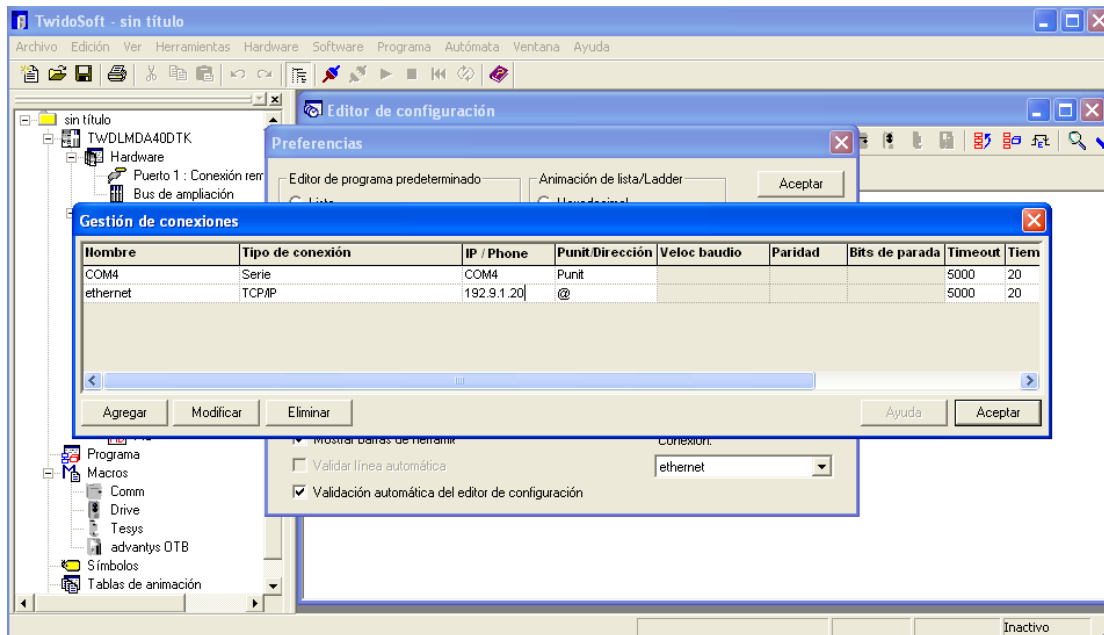 TwidoSoft - sin título
Archivo Edición Ver Herramientas Hardware Software Programa Autómata Ventana Ayuda
sin título
TWDLMDA40DTK
Hardware
Puerto 1 : Conexión rem
Bus de ampliación
Editor de configuración
Preferencias
Editor de programa predeterminado
Animación de lista/Ladder
Aceptar
Gestión de conexiones
Nombre Tipo de conexión IP / Phone Punit/Dirección Veloc baudio Paridad Bits de parada Timeout Tiem
COM4 Serie COM4 Punit 5000 20
ethernet TCP/IP 192.9.1.20 @ 5000 20
Agregar Modificar Eliminar Ayuda Aceptar
Mostrar barras de herramie
Conexión:
Validar línea automática
ethernet
Validación automática del editor de configuración
Programa
Macros
Comm
Drive
Tesys
advantys OTB
Símbolos
Tablas de animación
Inactivo